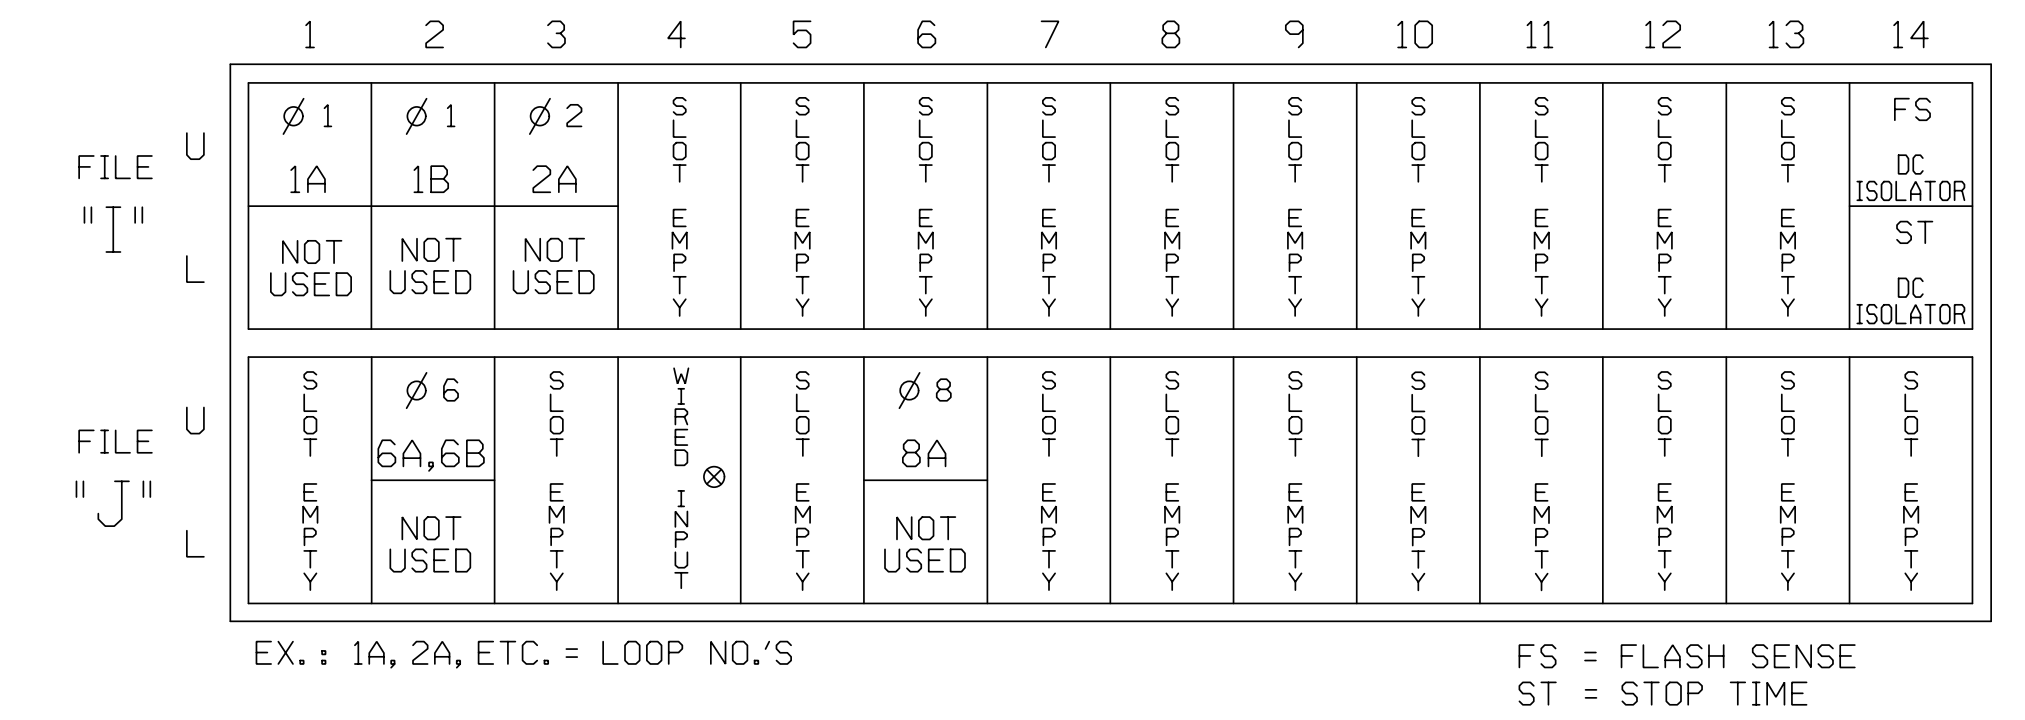 1 2 3 4 5 6 7 8 9 10 11 12 13 14
FILE "I"
U
L
Ø 1
1A
NOT
USED
Ø 1
1B
NOT
USED
Ø 2
2A
NOT
USED
SLOT EMPTY
SLOT EMPTY
SLOT EMPTY
SLOT EMPTY
SLOT EMPTY
SLOT EMPTY
SLOT EMPTY
SLOT EMPTY
SLOT EMPTY
SLOT EMPTY
FS
DC
ISOLATOR
ST
DC
ISOLATOR
FILE "J"
U
L
SLOT EMPTY
Ø 6
6A,6B
NOT
USED
SLOT EMPTY
WIRED INPUT
⊗
SLOT EMPTY
Ø 8
8A
NOT
USED
SLOT EMPTY
SLOT EMPTY
SLOT EMPTY
SLOT EMPTY
SLOT EMPTY
SLOT EMPTY
SLOT EMPTY
SLOT EMPTY
EX.: 1A, 2A, ETC. = LOOP NO.'S
FS = FLASH SENSE
ST = STOP TIME